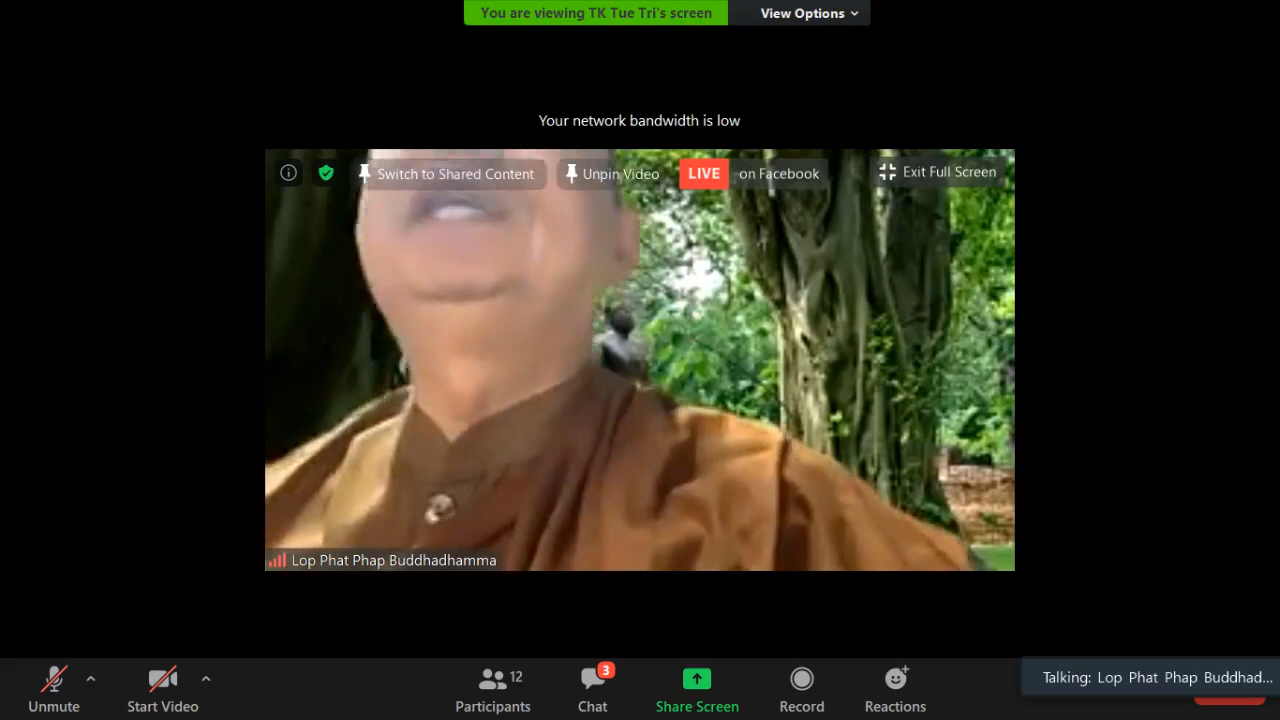 You are viewing TK Tue Tri's screen View Options
Your network bandwidth is low
Switch to Shared Content Unpin Video LIVE on Facebook Exit Full Screen
Lop Phat Phap Buddhadhamma
12 3
Talking: Lop Phat Phap Buddhad...
Unmute Start Video Participants Chat Share Screen Record Reactions